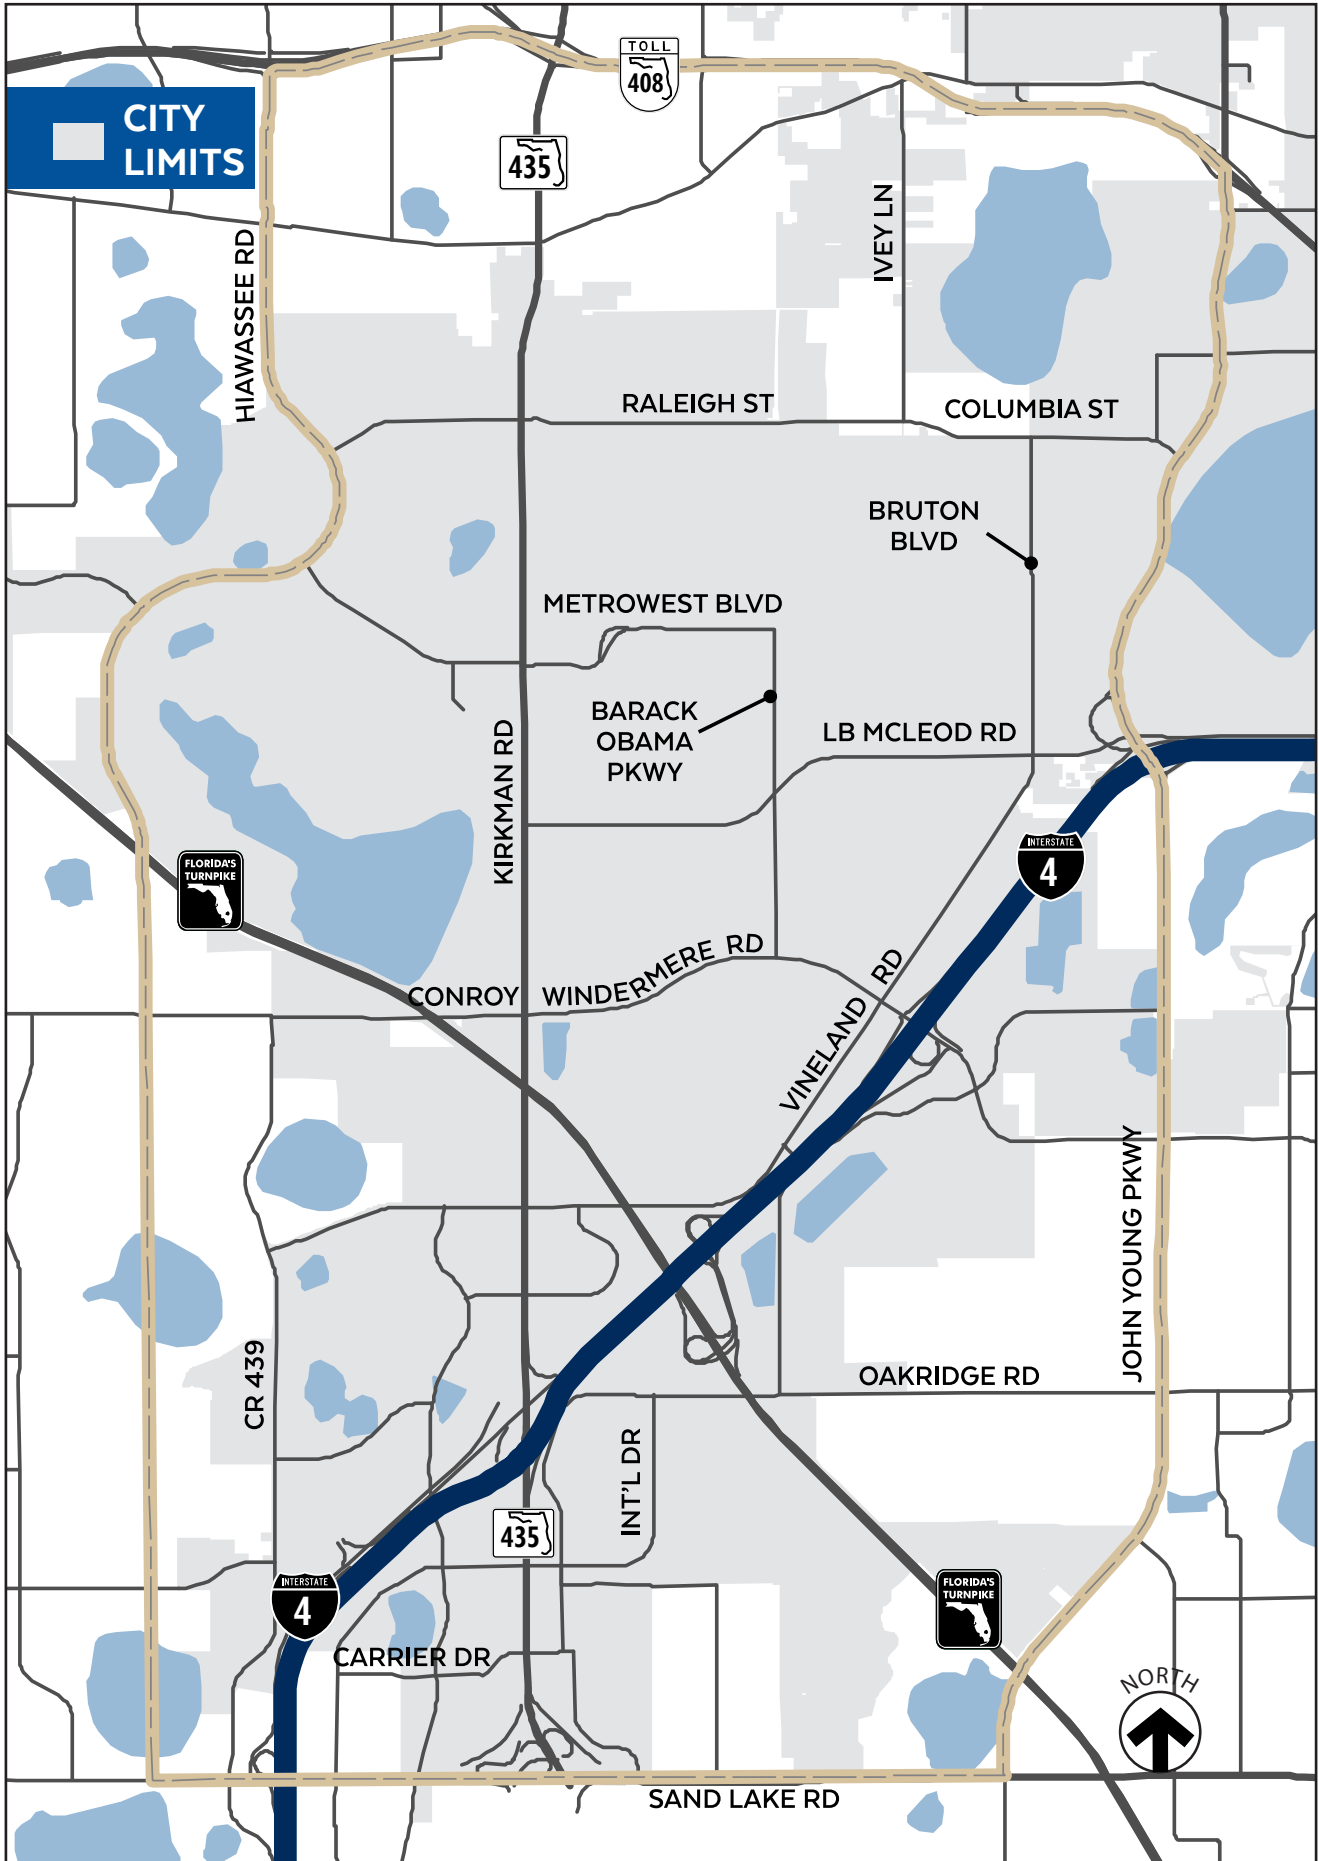 TOLL
408
CITY
LIMITS
435
IVEY LN
HIAWASSEE RD
RALEIGH ST
COLUMBIA ST
BRUTON
BLVD
METROWEST BLVD
BARACK
OBAMA
PKWY
LB MCLEOD RD
KIRKMAN RD
INTERSTATE
4
FLORIDA'S
TURNPIKE
CONROY WINDERMERE RD
VINELAND RD
JOHN YOUNG PKWY
CR 439
OAKRIDGE RD
INT'L DR
435
INTERSTATE
4
FLORIDA'S
TURNPIKE
CARRIER DR
NORTH
SAND LAKE RD